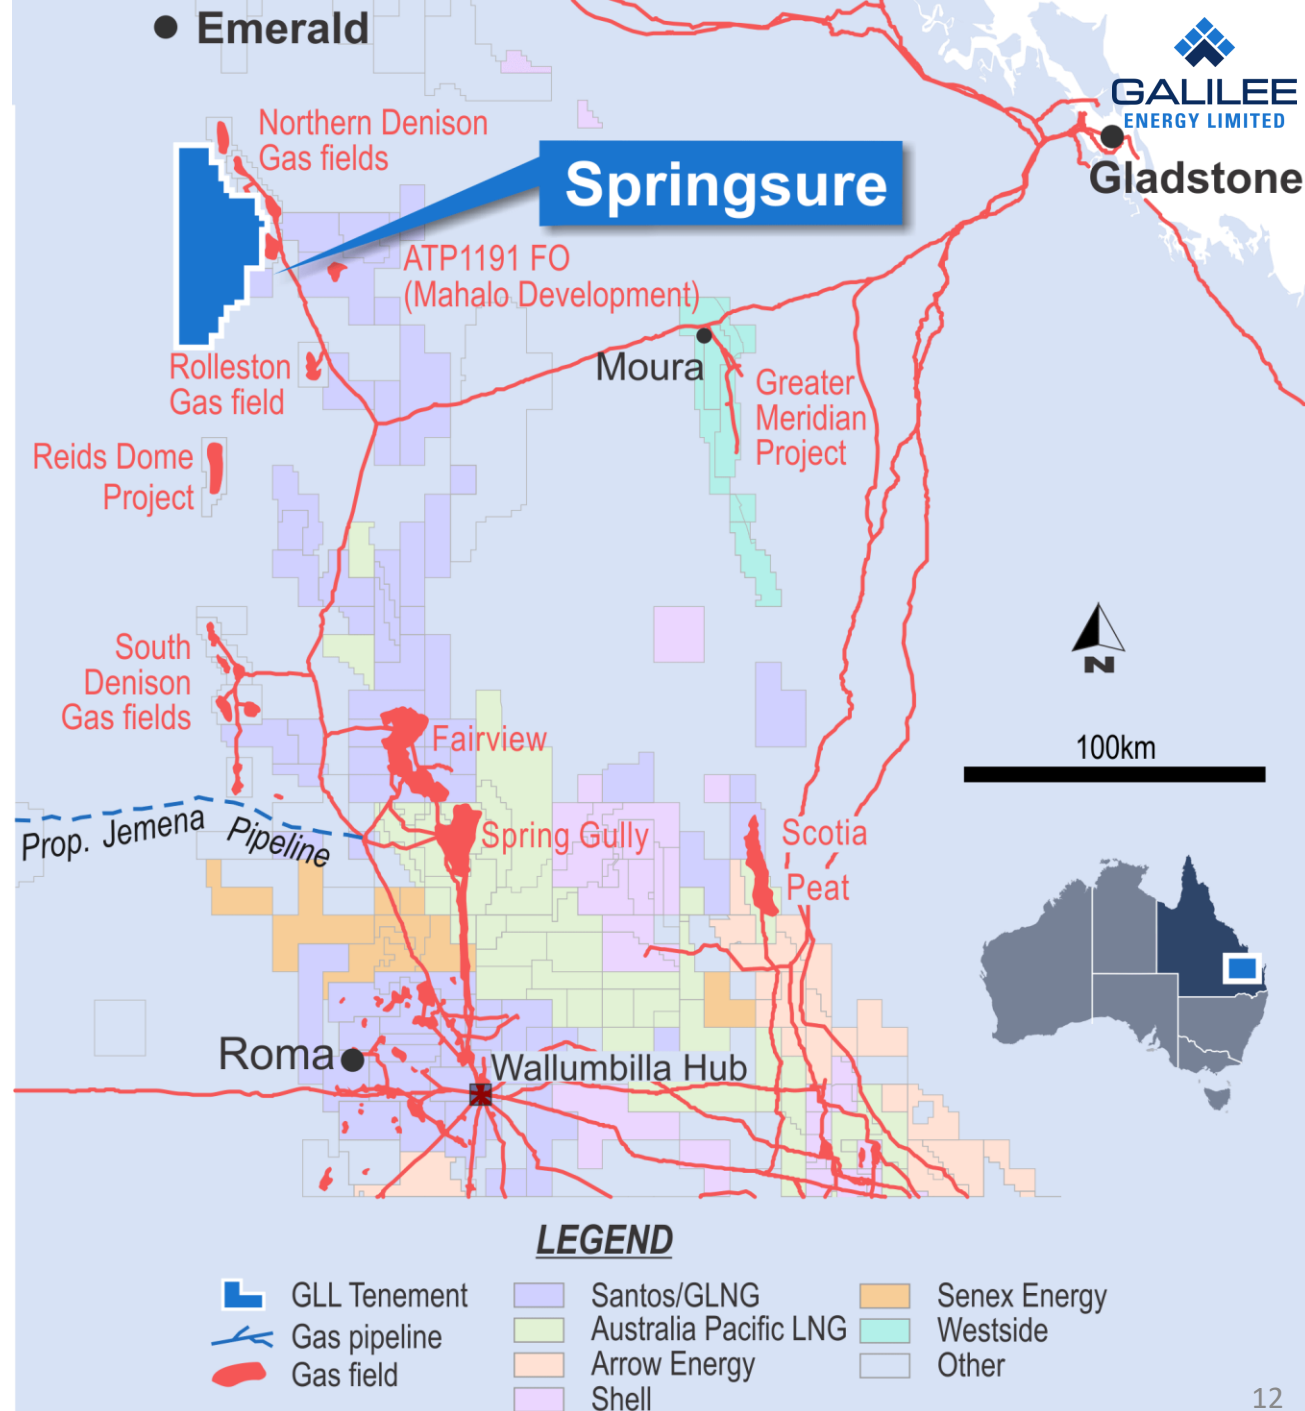 Emerald
GALILEE
ENERGY LIMITED
Northern Denison
Gas fields
Springsure
Gladstone
ATP1191 FO
(Mahalo Development)
Rolleston
Gas field
Moura
Greater
Meridian
Project
Reids Dome
Project
South
Denison
Gas fields
N
100km
Fairview
Prop. Jemena Pipeline
Spring Gully
Scotia
Peat
Roma
Wallumbilla Hub
LEGEND
GLL Tenement
Gas pipeline
Gas field
Santos/GLNG
Australia Pacific LNG
Arrow Energy
Shell
Senex Energy
Westside
Other
12